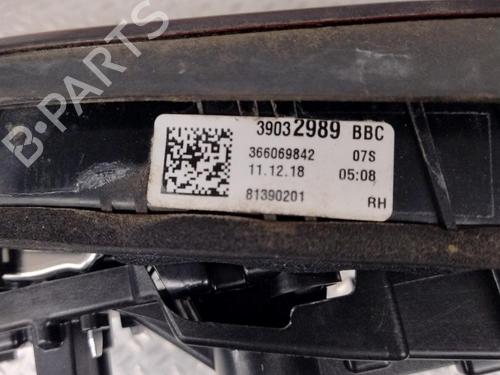 39032989 BBC
366069842 07S
11.12.18 05:08
81390201 RH
B-PARTS